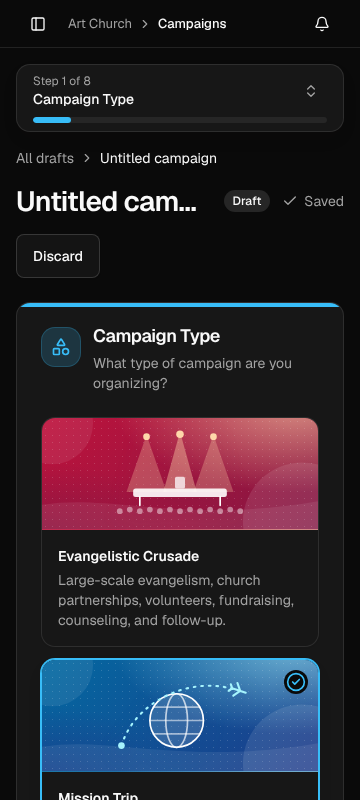 Art Church > Campaigns
Step 1 of 8
Campaign Type
All drafts > Untitled campaign
Untitled cam...
Draft
Saved
Discard
Campaign Type
What type of campaign are you
organizing?
Evangelistic Crusade
Large-scale evangelism, church
partnerships, volunteers, fundraising,
counseling, and follow-up.
Mission Trip